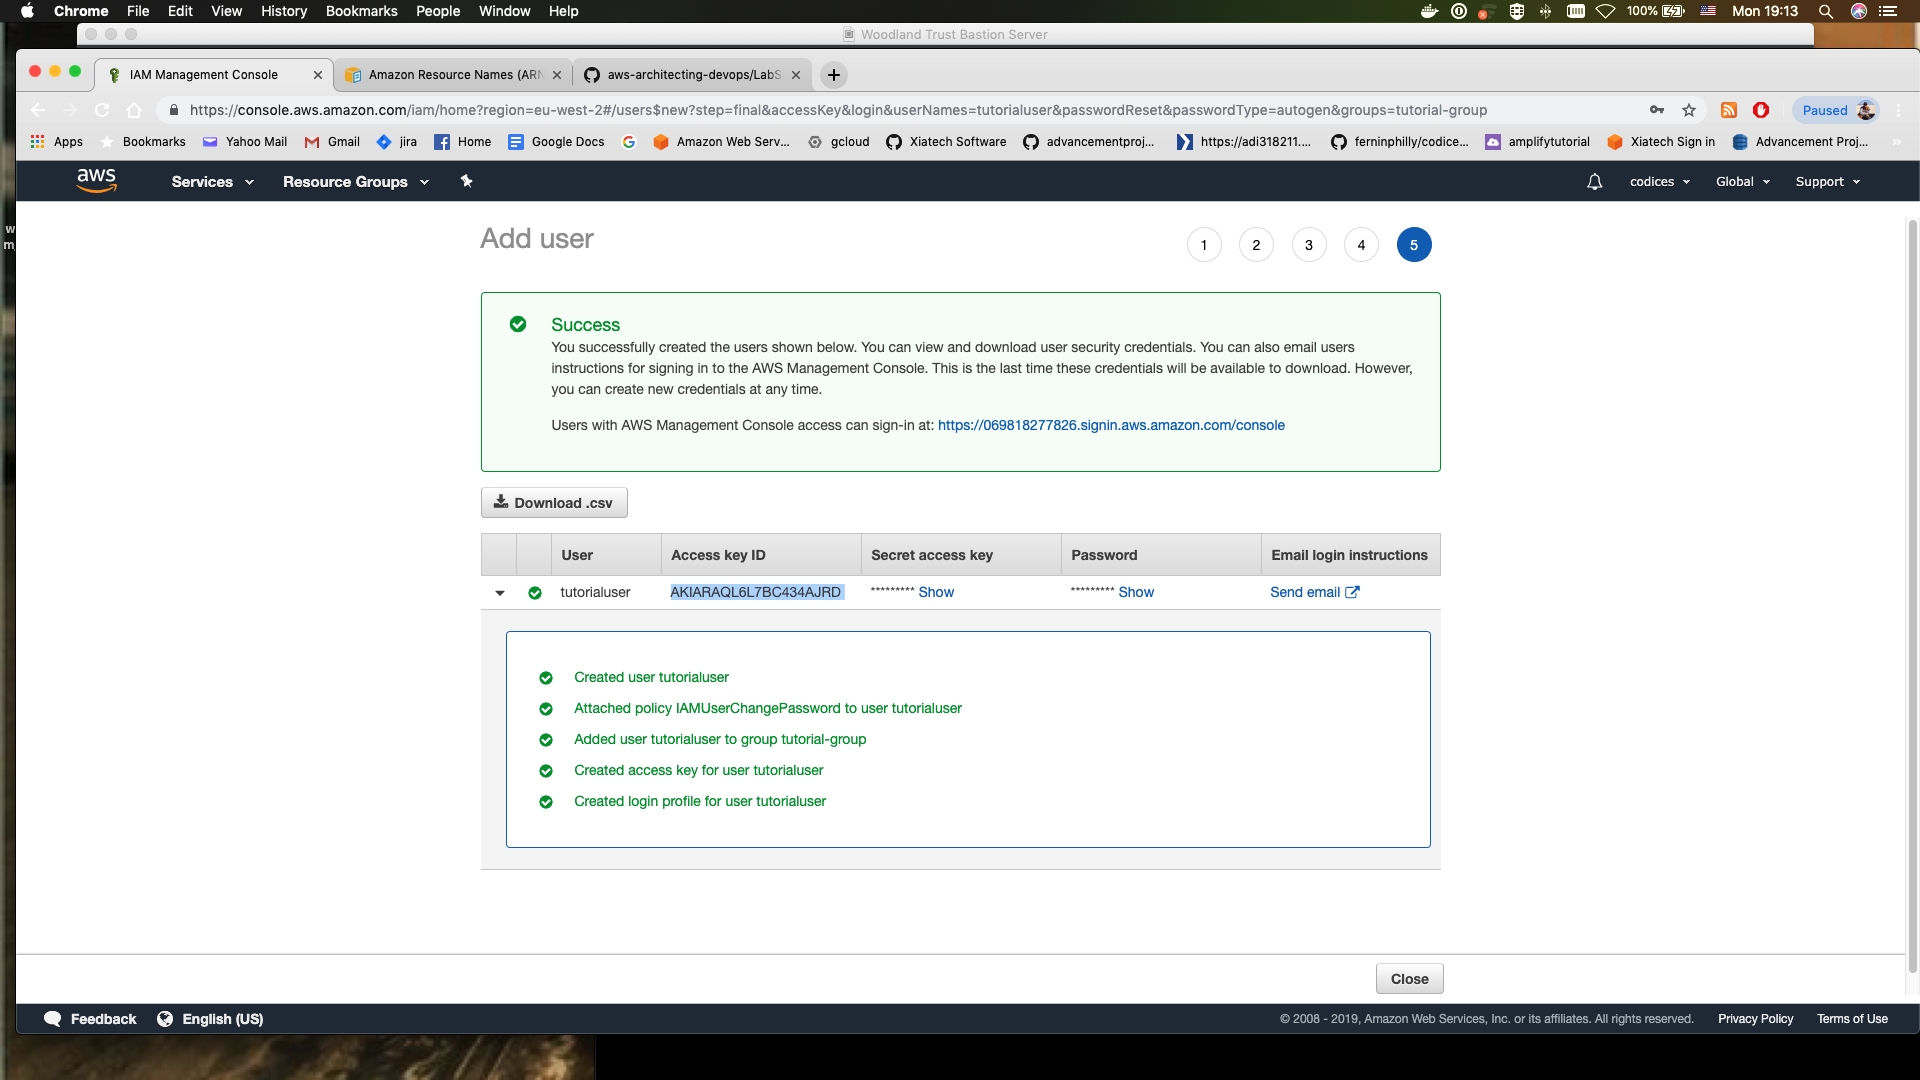 Chrome File Edit View History Bookmarks People Window Help 100% Mon 19:13
Woodland Trust Bastion Server
IAM Management Console Amazon Resource Names (ARN aws-architecting-devops/LabS
https://console.aws.amazon.com/iam/home?region=eu-west-2#/users$new?step=final&accessKey&login&userNames=tutorialuser&passwordReset&passwordType=autogen&groups=tutorial-group Paused
Apps Bookmarks Yahoo Mail Gmail jira Home Google Docs Amazon Web Serv... gcloud Xiatech Software advancementproj... https://adi318211.... ferninphilly/codice... amplifytutorial Xiatech Sign in Advancement Proj... »
aws Services Resource Groups codices Global Support
w
m
Add user 1 2 3 4 5
Success
You successfully created the users shown below. You can view and download user security credentials. You can also email users
instructions for signing in to the AWS Management Console. This is the last time these credentials will be available to download. However,
you can create new credentials at any time.
Users with AWS Management Console access can sign-in at: https://069818277826.signin.aws.amazon.com/console
Download .csv
User Access key ID Secret access key Password Email login instructions
tutorialuser AKIARAQL6L7BC434AJRD ********* Show ********* Show Send email
Created user tutorialuser
Attached policy IAMUserChangePassword to user tutorialuser
Added user tutorialuser to group tutorial-group
Created access key for user tutorialuser
Created login profile for user tutorialuser
Close
Feedback English (US) © 2008 - 2019, Amazon Web Services, Inc. or its affiliates. All rights reserved. Privacy Policy Terms of Use